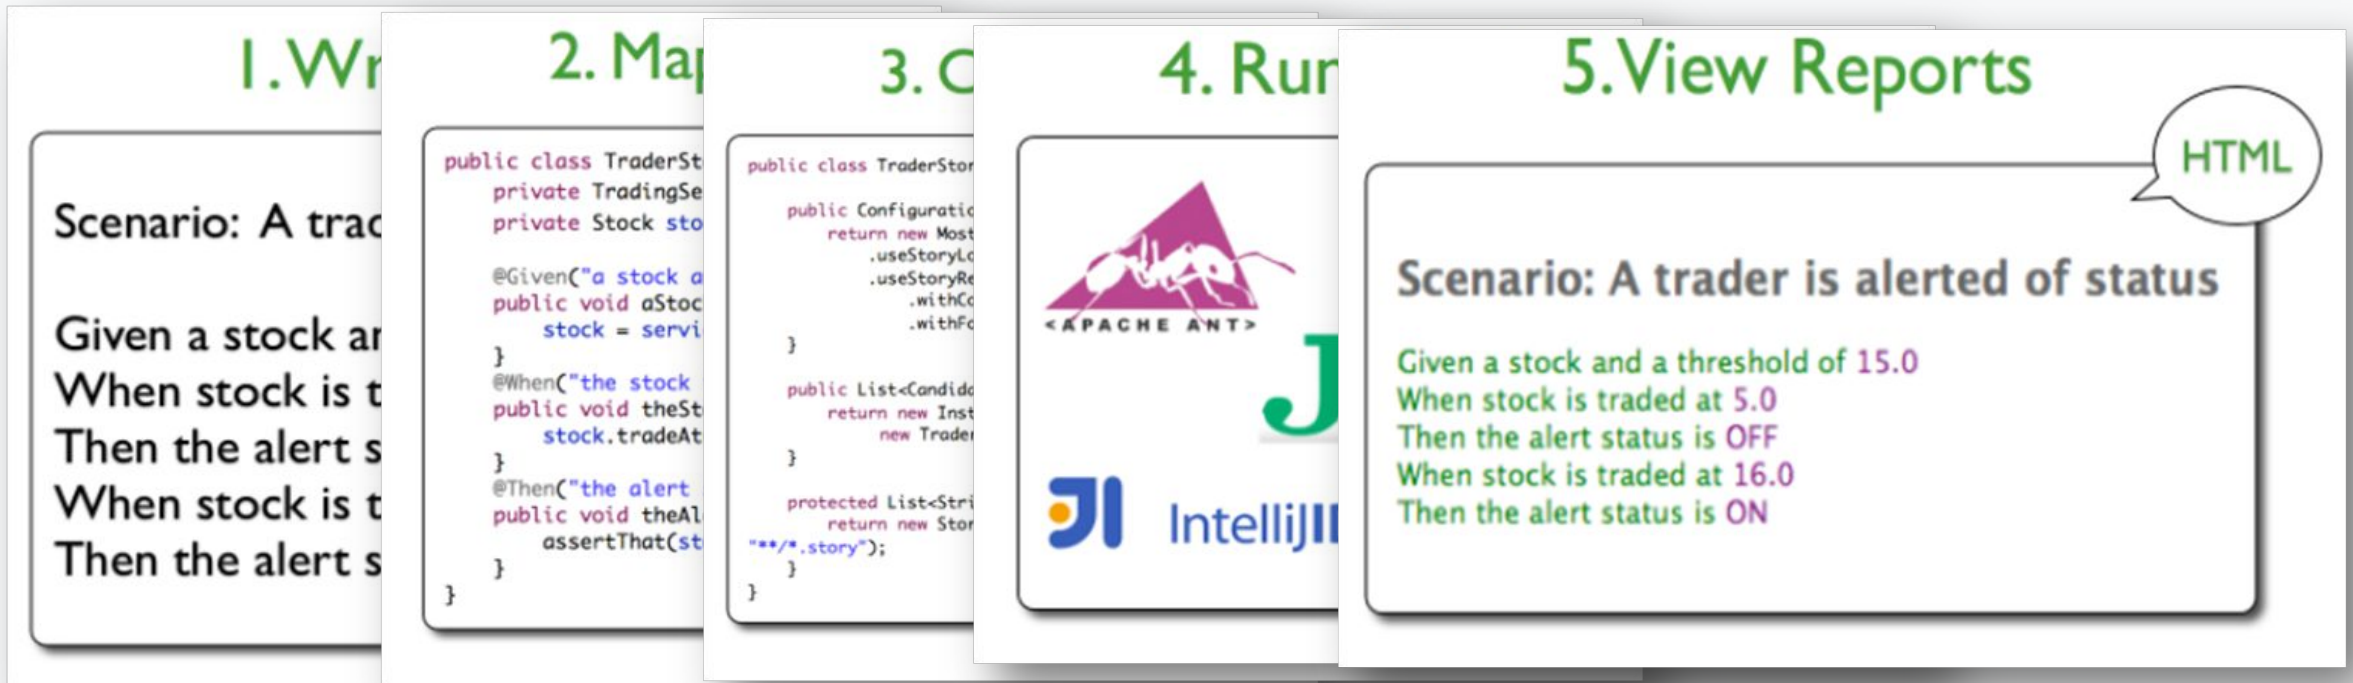 1. Wr
Scenario: A trad
Given a stock an
When stock is t
Then the alert s
When stock is t
Then the alert s
2. Map
public class TraderSt
private TradingSe
private Stock sto
@Given("a stock a
public void aStoc
stock = servi
}
@When("the stock
public void theSt
stock.tradeAt
}
@Then("the alert
public void theAl
assertThat(st
}
}
3. C
public class TraderStor
public Configuratio
return new Most
.useStoryLo
.useStoryRe
.withCo
.withFo
}
public List<Candida
return new Inst
new Trader
}
protected List<Stri
return new Stor
"**/*.story");
}
}
4. Run
<APACHE ANT>
J
JI IntelliJI
5. View Reports
HTML
Scenario: A trader is alerted of status
Given a stock and a threshold of 15.0
When stock is traded at 5.0
Then the alert status is OFF
When stock is traded at 16.0
Then the alert status is ON